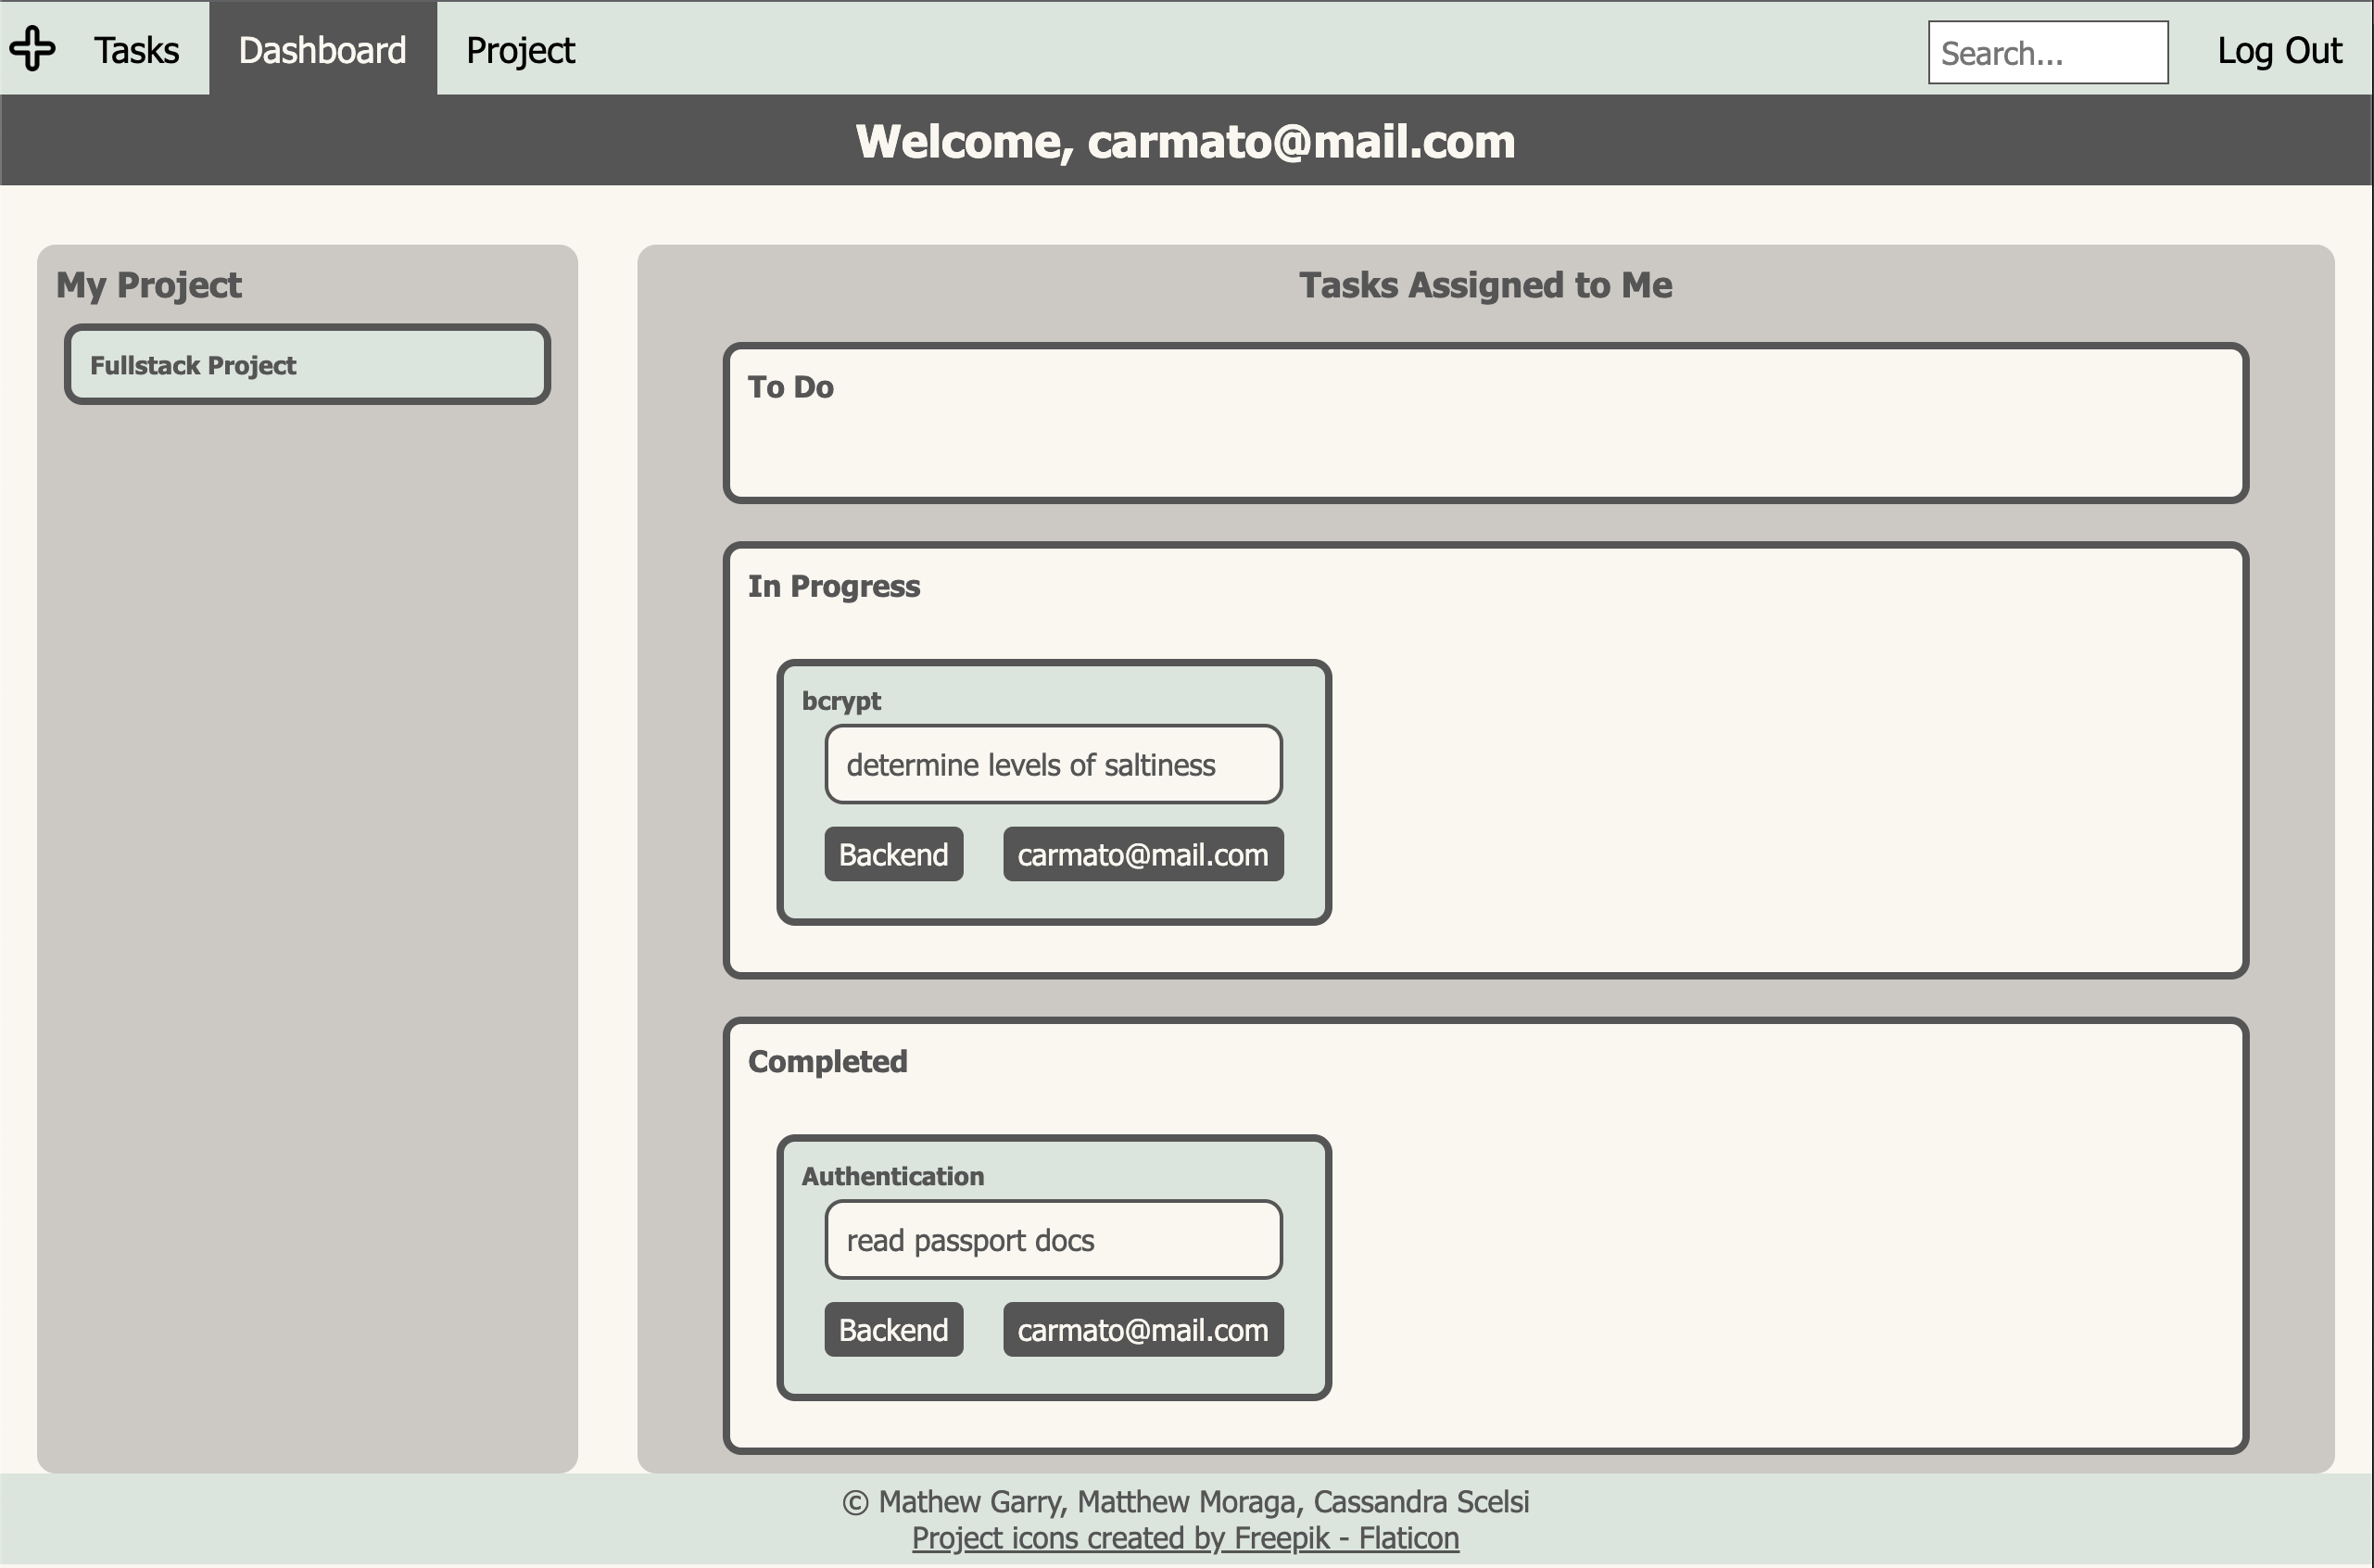 Tasks Dashboard Project Search... Log Out
Welcome, carmato@mail.com
My Project
Fullstack Project
Tasks Assigned to Me
To Do
In Progress
bcrypt
determine levels of saltiness
Backend carmato@mail.com
Completed
Authentication
read passport docs
Backend carmato@mail.com
© Mathew Garry, Matthew Moraga, Cassandra Scelsi
Project icons created by Freepik - Flaticon